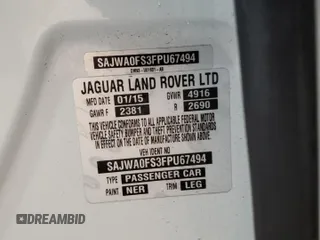 SAJWA0FS3FPU67494
JAGUAR LAND ROVER LTD
MFG DATE 01/15 GVWR 4916
GAWR F 2381 R 2690
THIS VEHICLE CONFORMS TO ALL APPLICABLE FEDERAL MOTOR
VEHICLE SAFETY, BUMPER, AND THEFT PREVENTION STANDARDS
IN EFFECT ON THE DATE OF MANUFACTURE SHOWN ABOVE.
VEH IDENT No
SAJWA0FS3FPU67494
TYPE PASSENGER CAR
PAINT NER TRIM LEG
DREAMBID